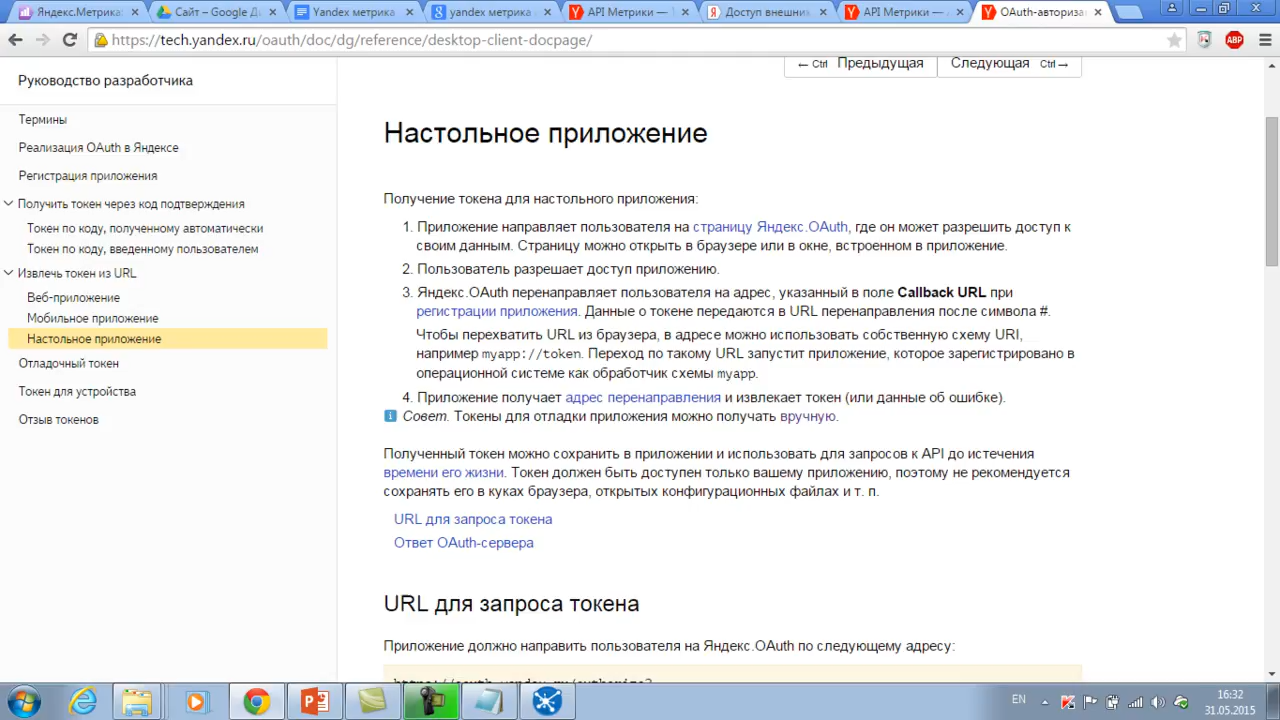 Яндекс.Метрика:
Сайт – Google Ди
Yandex метрика
yandex метрика
API Метрики —
Доступ внешни
API Метрики —
OAuth-авториза
https://tech.yandex.ru/oauth/doc/dg/reference/desktop-client-docpage/
ABP
Руководство разработчика
Термины
Реализация OAuth в Яндексе
Регистрация приложения
Получить токен через код подтверждения
Токен по коду, полученному автоматически
Токен по коду, введенному пользователем
Извлечь токен из URL
Веб-приложение
Мобильное приложение
Настольное приложение
Отладочный токен
Токен для устройства
Отзыв токенов
← Ctrl Предыдущая
Следующая Ctrl →
Настольное приложение
Получение токена для настольного приложения:
1. Приложение направляет пользователя на страницу Яндекс.OAuth, где он может разрешить доступ к
своим данным. Страницу можно открыть в браузере или в окне, встроенном в приложение.
2. Пользователь разрешает доступ приложению.
3. Яндекс.OAuth перенаправляет пользователя на адрес, указанный в поле Callback URL при
регистрации приложения. Данные о токене передаются в URL перенаправления после символа #.
Чтобы перехватить URL из браузера, в адресе можно использовать собственную схему URI,
например myapp://token. Переход по такому URL запустит приложение, которое зарегистрировано в
операционной системе как обработчик схемы myapp.
4. Приложение получает адрес перенаправления и извлекает токен (или данные об ошибке).
Совет. Токены для отладки приложения можно получать вручную.
Полученный токен можно сохранить в приложении и использовать для запросов к API до истечения
времени его жизни. Токен должен быть доступен только вашему приложению, поэтому не рекомендуется
сохранять его в куках браузера, открытых конфигурационных файлах и т. п.
URL для запроса токена
Ответ OAuth-сервера
URL для запроса токена
Приложение должно направить пользователя на Яндекс.OAuth по следующему адресу:
EN
16:32
31.05.2015